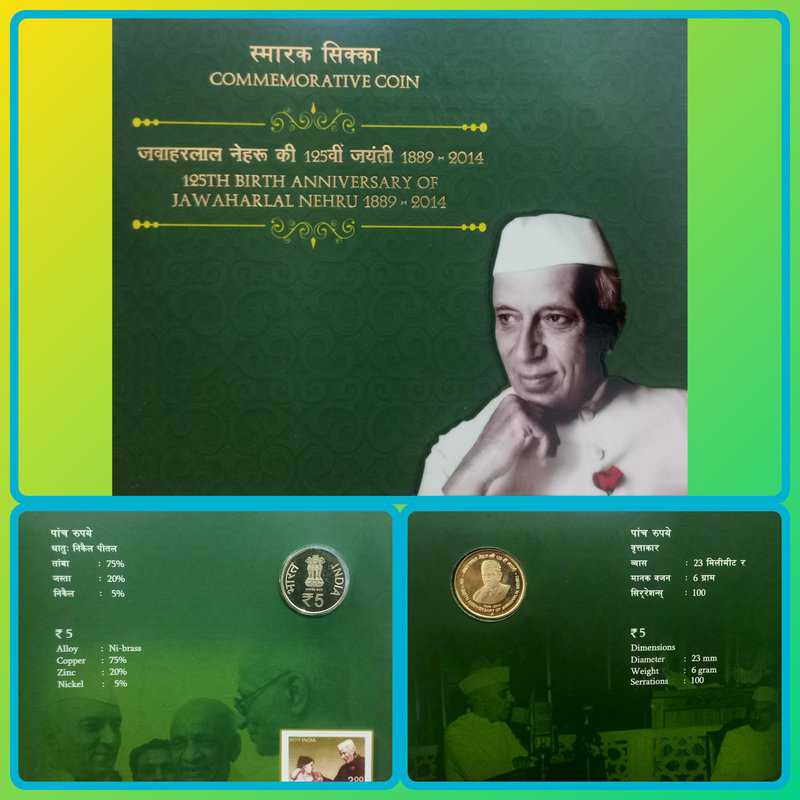 स्मारक सिक्का
COMMEMORATIVE COIN
जवाहरलाल नेहरू की 125वीं जयंती 1889 - 2014
125TH BIRTH ANNIVERSARY OF
JAWAHARLAL NEHRU 1889 - 2014
पांच रुपये
धातुः निकैल पीतल
तांबा : 75%
जस्ता : 20%
निकैल : 5%
₹ 5
Alloy : Ni-brass
Copper : 75%
Zinc : 20%
Nickel : 5%
भारत
INDIA
₹5
INDIA
पांच रुपये
वृत्ताकार
व्यास : 23 मिलीमीट र
मानक वजन : 6 ग्राम
सिर्रेशन्स् : 100
₹5
Dimensions
Diameter : 23 mm
Weight : 6 gram
Serrations : 100